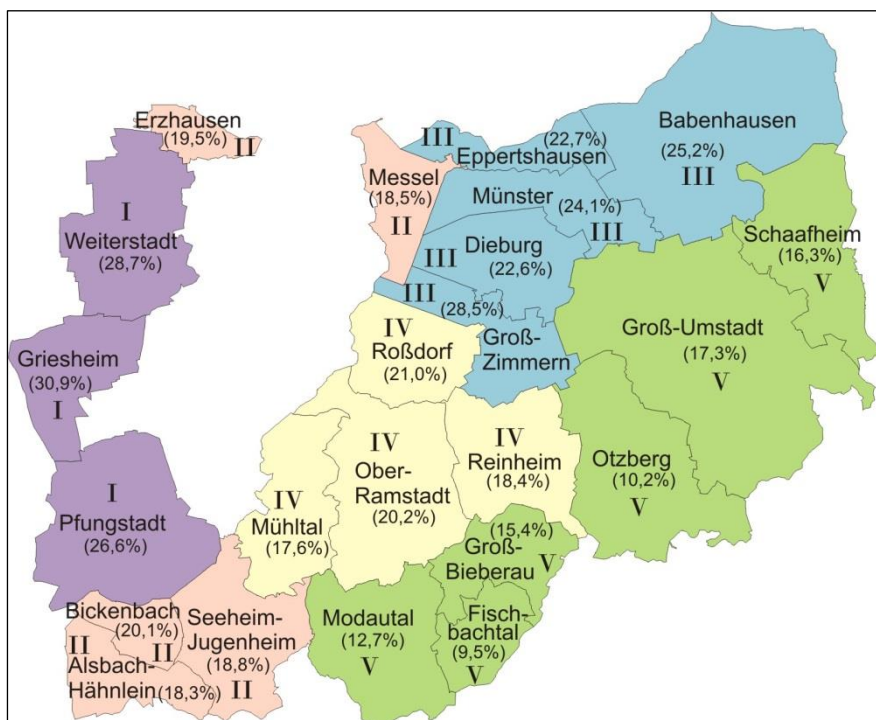 Erzhausen
(19,5%)
II
I
Weiterstadt
(28,7%)
Griesheim
(30,9%)
I
I
Pfungstadt
(26,6%)
Bickenbach
(20,1%)
II
II
Alsbach-
Hähnlein
(18,3%)
Seeheim-
Jugenheim
(18,8%)
II
Messel
(18,5%)
II
III
Eppertshausen
(22,7%)
Babenhausen
(25,2%)
III
Münster
(24,1%)
III
III
Dieburg
(22,6%)
III
(28,5%)
Groß-
Zimmern
Schaafheim
(16,3%)
V
Groß-Umstadt
(17,3%)
V
IV
Roßdorf
(21,0%)
IV
Ober-
Ramstadt
(20,2%)
IV
Reinheim
(18,4%)
IV
Mühltal
(17,6%)
Otzberg
(10,2%)
V
(15,4%)
Groß-
Bieberau
V
Modautal
(12,7%)
V
Fisch-
bachtal
(9,5%)
V